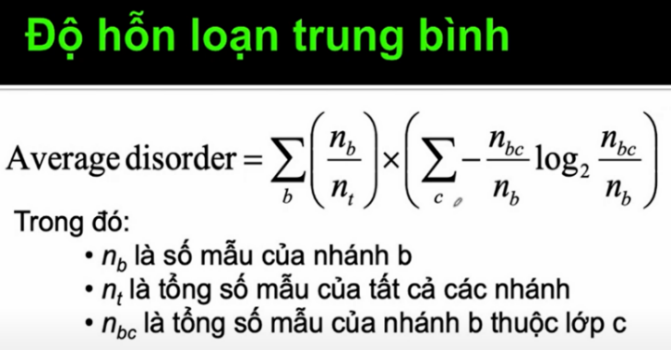 Độ hỗn loạn trung bình
Average disorder = ∑_b (n_b / n_t) × (∑_c − n_bc / n_b log₂ n_bc / n_b)
Trong đó:
• n_b là số mẫu của nhánh b
• n_t là tổng số mẫu của tất cả các nhánh
• n_bc là tổng số mẫu của nhánh b thuộc lớp c